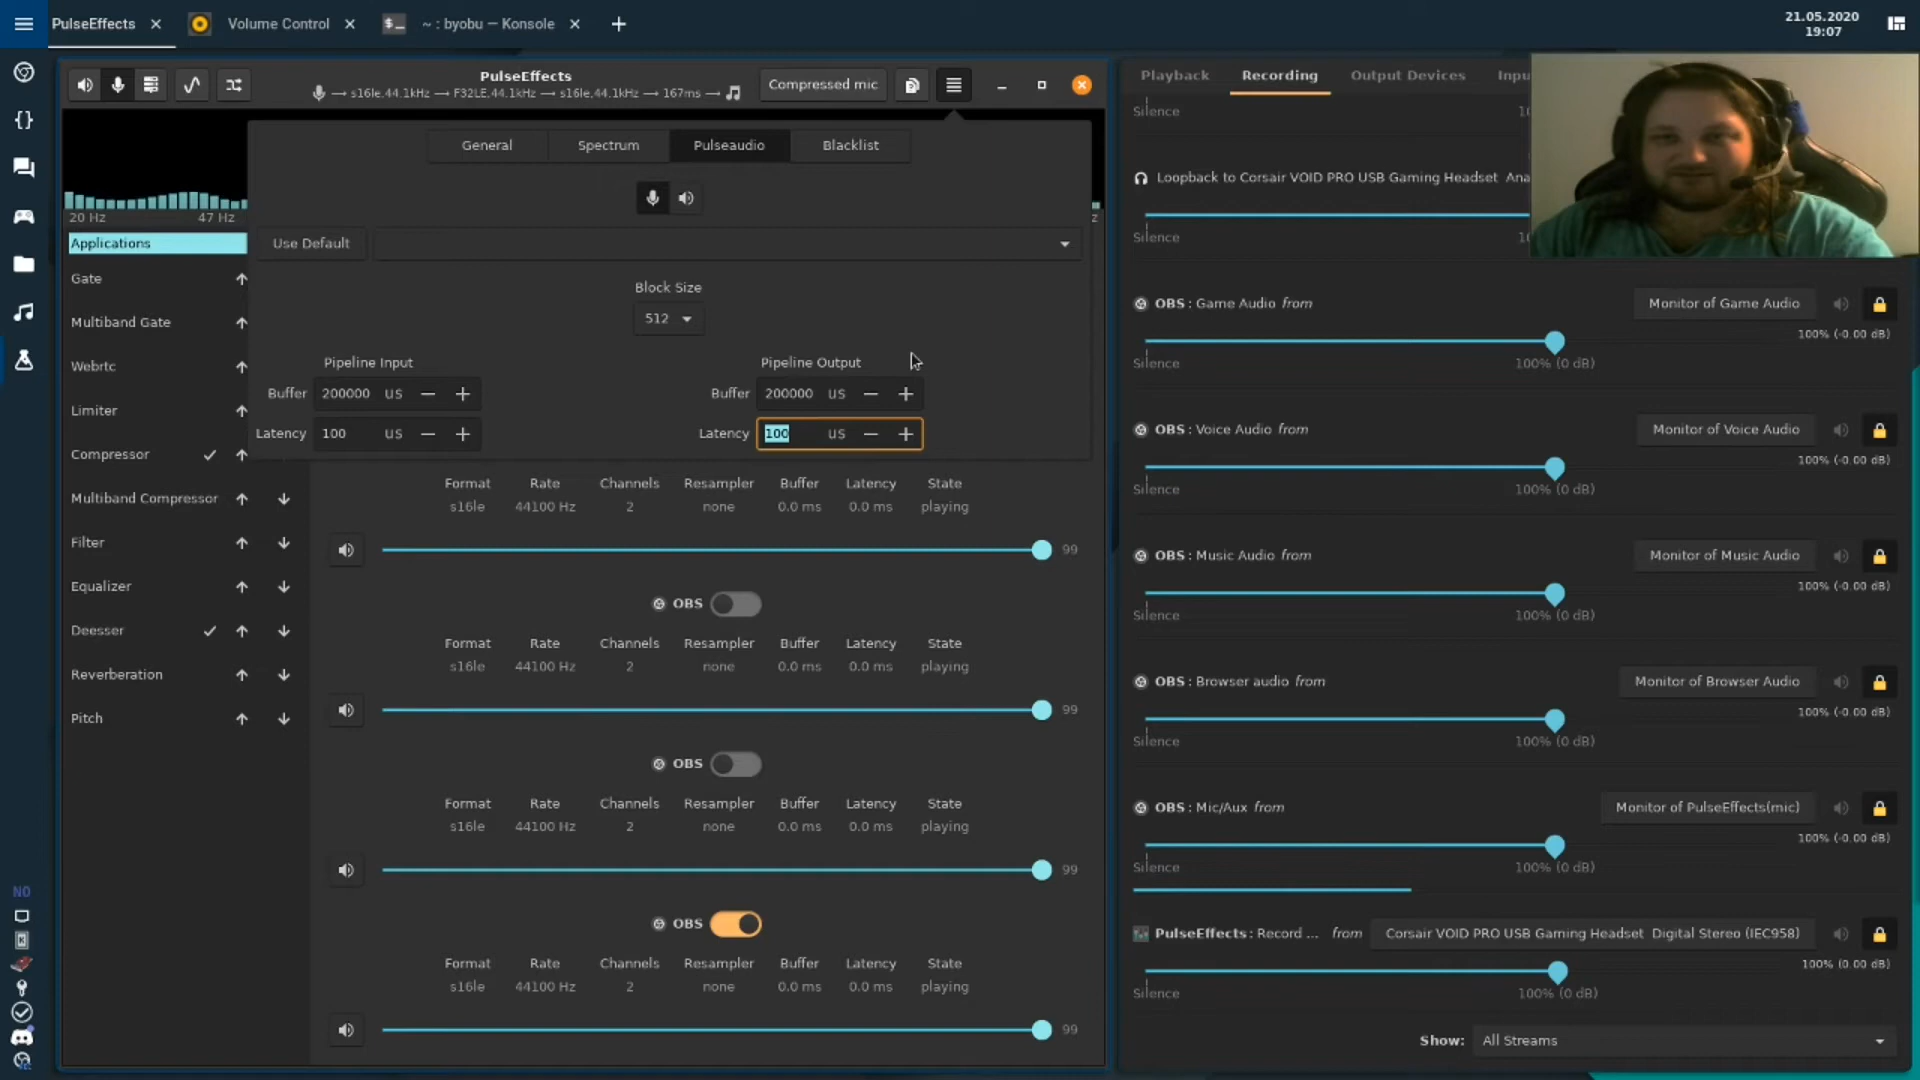 PulseEffects
Volume Control
~ : byobu — Konsole
21.05.2020
19:07
PulseEffects
s16le,44.1kHz → F32LE,44.1kHz → s16le,44.1kHz → 167ms →
Compressed mic
General
Spectrum
Pulseaudio
Blacklist
20 Hz
47 Hz
z
Use Default
Block Size
512
Pipeline Input
Buffer 200000 US − +
Latency 100 US − +
Pipeline Output
Buffer 200000 US − +
Latency 100 US − +
Applications
Gate
Multiband Gate
Webrtc
Limiter
Compressor
Multiband Compressor
Filter
Equalizer
Deesser
Reverberation
Pitch
Format Rate Channels Resampler Buffer Latency State
s16le 44100 Hz 2 none 0.0 ms 0.0 ms playing
99
OBS
Format Rate Channels Resampler Buffer Latency State
s16le 44100 Hz 2 none 0.0 ms 0.0 ms playing
99
OBS
Format Rate Channels Resampler Buffer Latency State
s16le 44100 Hz 2 none 0.0 ms 0.0 ms playing
99
OBS
Format Rate Channels Resampler Buffer Latency State
s16le 44100 Hz 2 none 0.0 ms 0.0 ms playing
99
NO
Playback
Recording
Output Devices
Inpu
Silence
10
Loopback to Corsair VOID PRO USB Gaming Headset Ana
Silence
10
OBS: Game Audio from
Monitor of Game Audio
100% (-0.00 dB)
Silence
100% (0 dB)
OBS: Voice Audio from
Monitor of Voice Audio
100% (-0.00 dB)
Silence
100% (0 dB)
OBS: Music Audio from
Monitor of Music Audio
100% (-0.00 dB)
Silence
100% (0 dB)
OBS: Browser audio from
Monitor of Browser Audio
100% (-0.00 dB)
Silence
100% (0 dB)
OBS: Mic/Aux from
Monitor of PulseEffects(mic)
100% (-0.00 dB)
Silence
100% (0 dB)
PulseEffects: Record ... from
Corsair VOID PRO USB Gaming Headset Digital Stereo (IEC958)
100% (0.00 dB)
Silence
100% (0 dB)
Show: All Streams